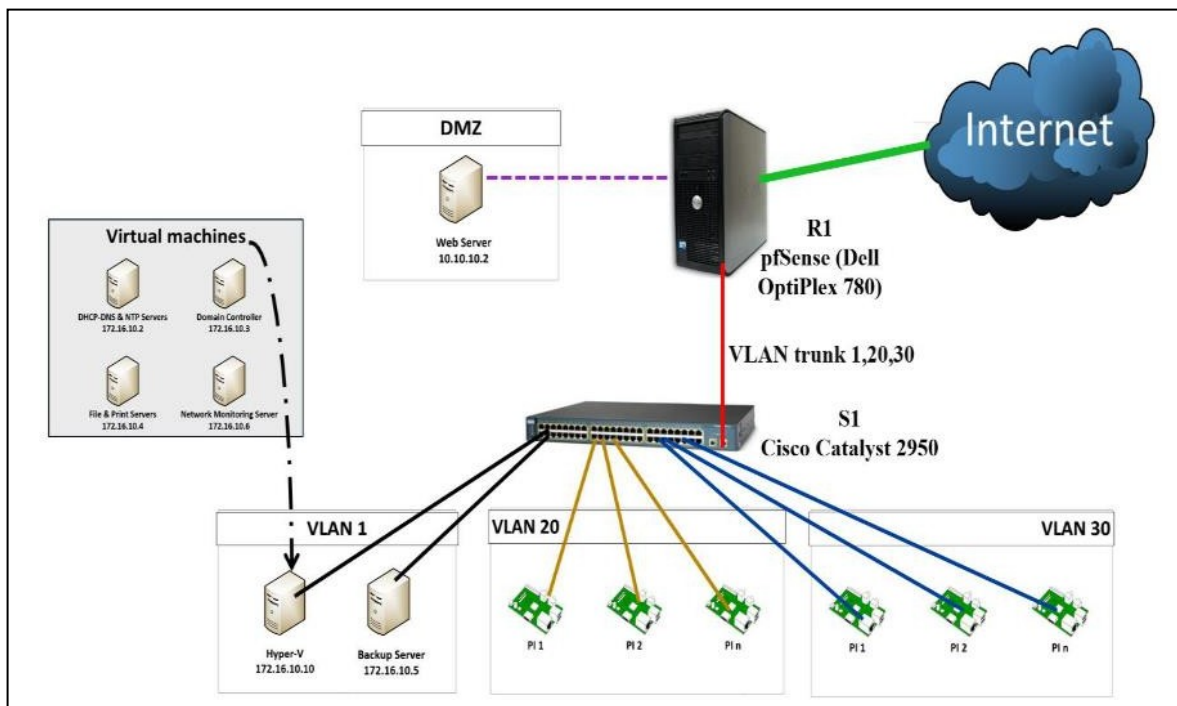 Internet
DMZ
Web Server
10.10.10.2
R1
pfSense (Dell
OptiPlex 780)
Virtual machines
DHCP-DNS & NTP Servers
172.16.10.2
Domain Controller
172.16.10.3
File & Print Servers
172.16.10.4
Network Monitoring Server
172.16.10.6
VLAN trunk 1,20,30
S1
Cisco Catalyst 2950
VLAN 1
Hyper-V
172.16.10.10
Backup Server
172.16.10.5
VLAN 20
PI 1
PI 2
PI n
VLAN 30
PI 1
PI 2
PI n